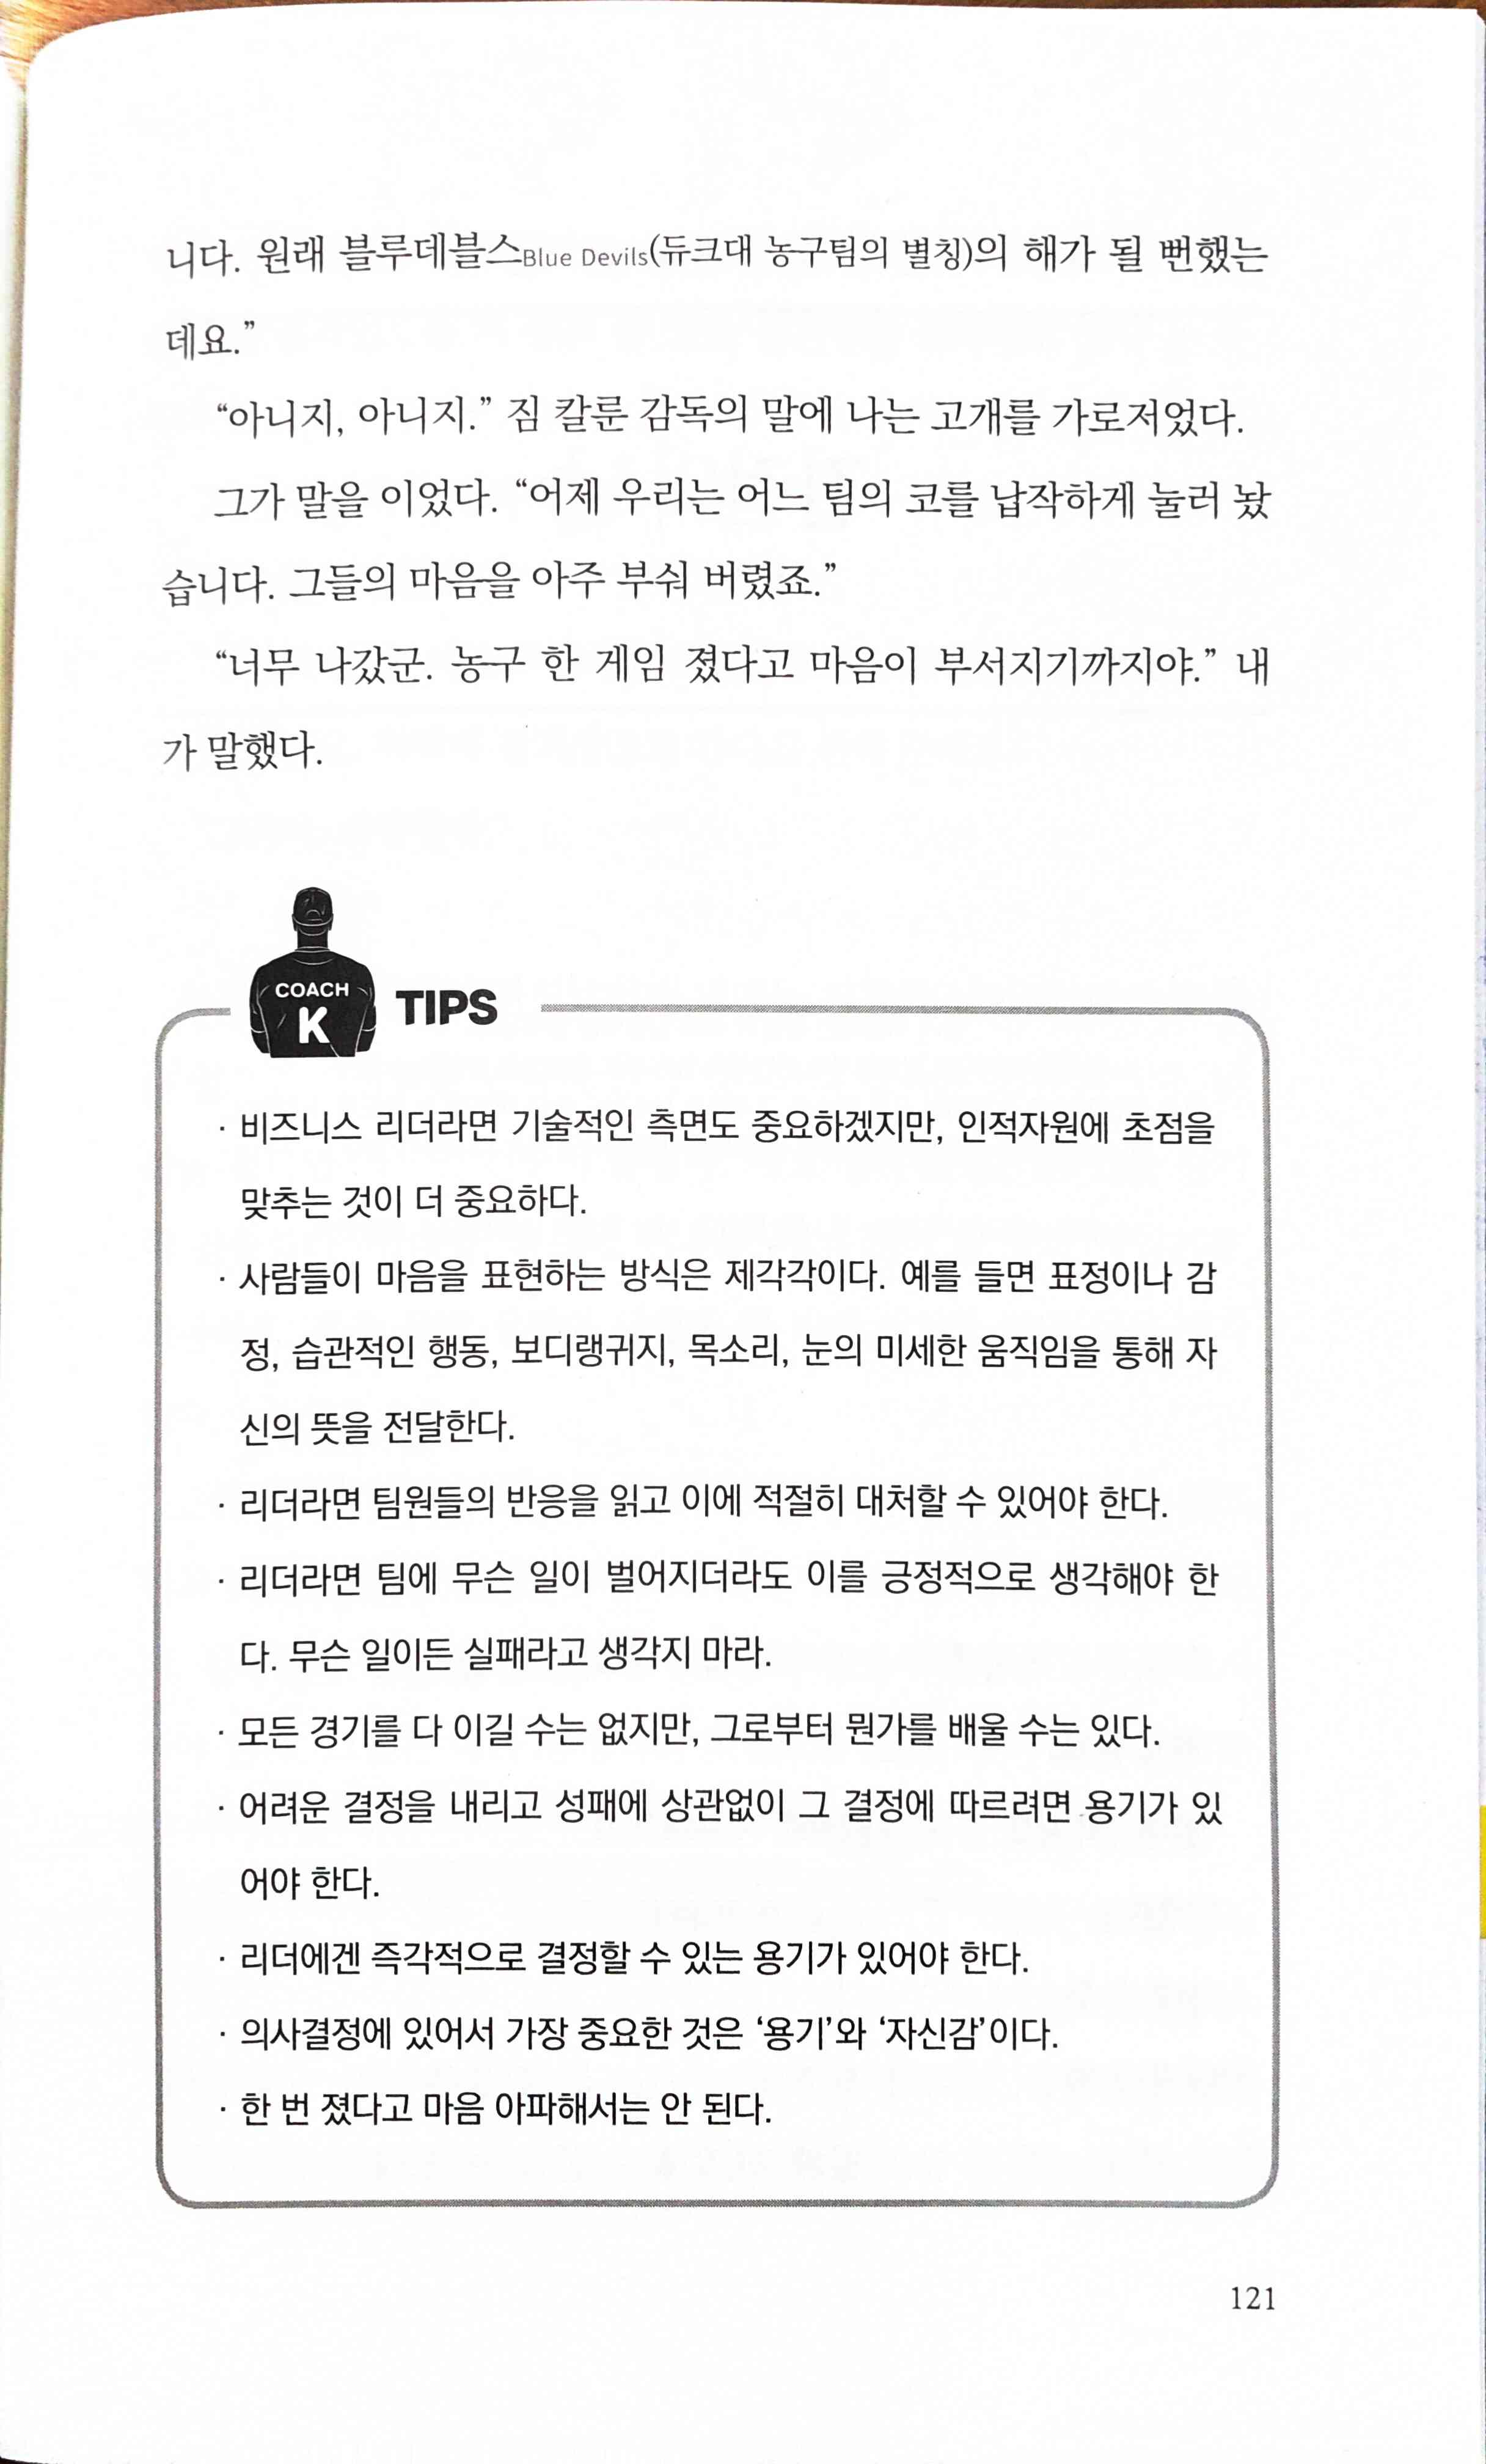 니다. 원래 블루데블스Blue Devils(듀크대 농구팀의 별칭)의 해가 될 뻔했는
데요.”
“아니지, 아니지.” 짐 칼룬 감독의 말에 나는 고개를 가로저었다.
그가 말을 이었다. “어제 우리는 어느 팀의 코를 납작하게 눌러 놨
습니다. 그들의 마음을 아주 부숴 버렸죠.”
“너무 나갔군. 농구 한 게임 졌다고 마음이 부서지기까지야.” 내
가 말했다.
COACH
K
TIPS
· 비즈니스 리더라면 기술적인 측면도 중요하겠지만, 인적자원에 초점을
맞추는 것이 더 중요하다.
· 사람들이 마음을 표현하는 방식은 제각각이다. 예를 들면 표정이나 감
정, 습관적인 행동, 보디랭귀지, 목소리, 눈의 미세한 움직임을 통해 자
신의 뜻을 전달한다.
· 리더라면 팀원들의 반응을 읽고 이에 적절히 대처할 수 있어야 한다.
· 리더라면 팀에 무슨 일이 벌어지더라도 이를 긍정적으로 생각해야 한
다. 무슨 일이든 실패라고 생각지 마라.
· 모든 경기를 다 이길 수는 없지만, 그로부터 뭔가를 배울 수는 있다.
· 어려운 결정을 내리고 성패에 상관없이 그 결정에 따르려면 용기가 있
어야 한다.
· 리더에겐 즉각적으로 결정할 수 있는 용기가 있어야 한다.
· 의사결정에 있어서 가장 중요한 것은 ‘용기’와 ‘자신감’이다.
· 한 번 졌다고 마음 아파해서는 안 된다.
121